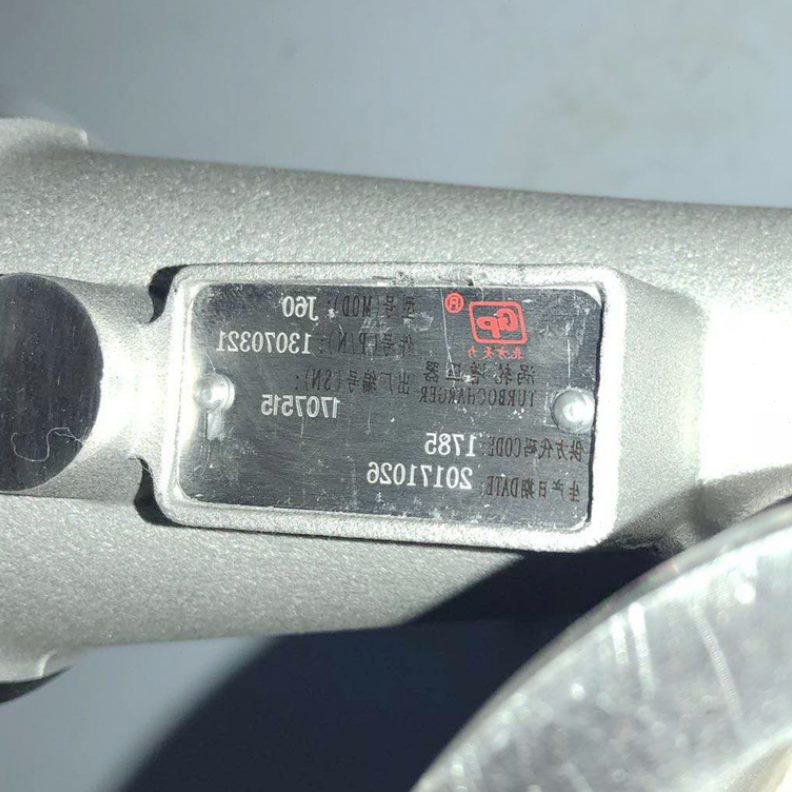 GP ®
型号(MOD): J60
件号(PN): 13070321
涡轮增压器
TURBOCHARGER
出厂编号(SN):
1707515
供方代码CODE: 1785
生产日期DATE: 20171026